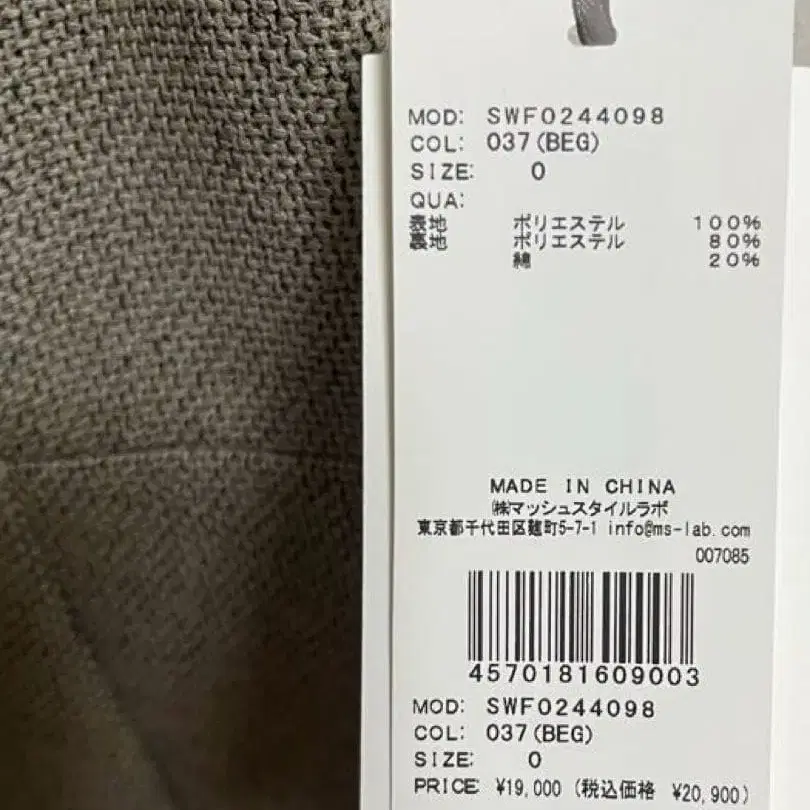 MOD: SWF0244098
COL: 037(BEG)
SIZE: 0
QUA:
表地 ポリエステル 100%
裏地 ポリエステル 80%
綿 20%
MADE IN CHINA
㈱マッシュスタイルラボ
東京都千代田区麹町5-7-1 info@ms-lab.com
007085
4570181609003
MOD: SWF0244098
COL: 037(BEG)
SIZE: 0
PRICE: ¥19,000 (税込価格 ¥20,900)